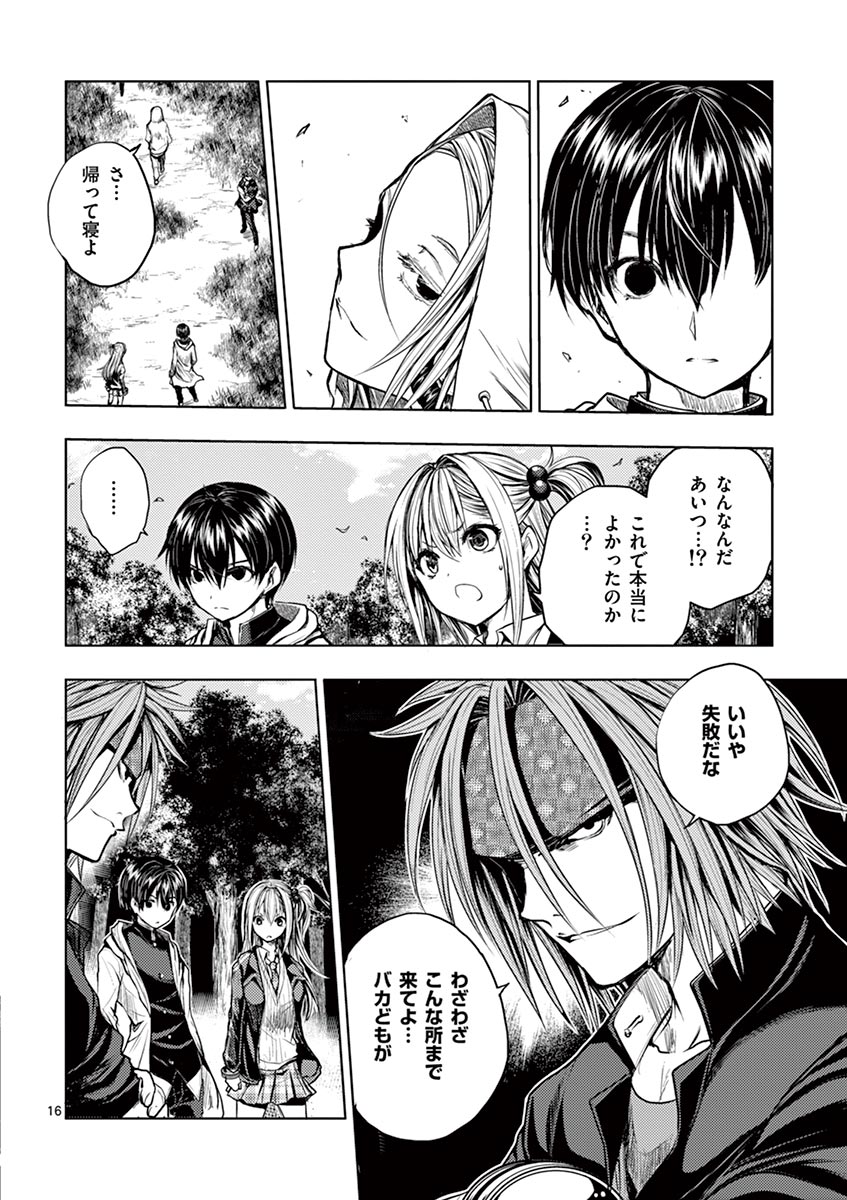 さ…
帰って寝よ
なんなんだ
あいつ…!?
これで本当に
よかったのか
…?
……
いいや
失敗だな
わざわざ
こんな所まで
来てよ…
バカどもが
16